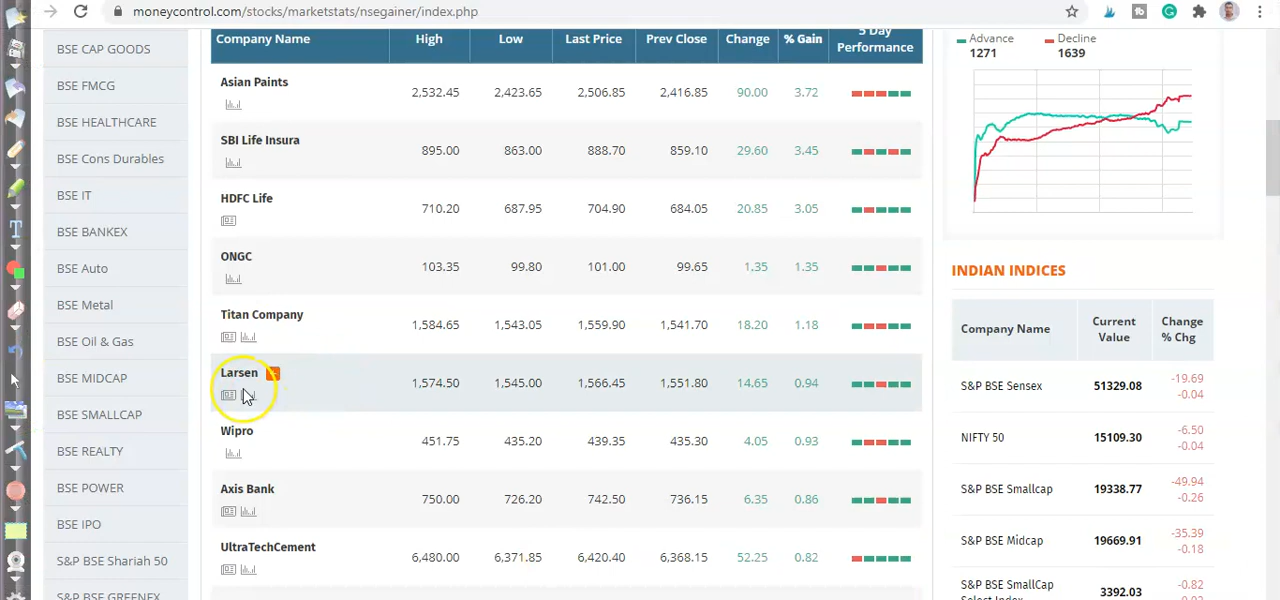 moneycontrol.com/stocks/marketstats/nsegainer/index.php
BSE CAP GOODS
BSE FMCG
BSE HEALTHCARE
BSE Cons Durables
BSE IT
BSE BANKEX
BSE Auto
BSE Metal
BSE Oil & Gas
BSE MIDCAP
BSE SMALLCAP
BSE REALTY
BSE POWER
BSE IPO
S&P BSE Shariah 50
S&P BSE GREENEX
Company Name High Low Last Price Prev Close Change % Gain 5 Day Performance
Asian Paints 2,532.45 2,423.65 2,506.85 2,416.85 90.00 3.72
SBI Life Insura 895.00 863.00 888.70 859.10 29.60 3.45
HDFC Life 710.20 687.95 704.90 684.05 20.85 3.05
ONGC 103.35 99.80 101.00 99.65 1.35 1.35
Titan Company 1,584.65 1,543.05 1,559.90 1,541.70 18.20 1.18
Larsen 1,574.50 1,545.00 1,566.45 1,551.80 14.65 0.94
Wipro 451.75 435.20 439.35 435.30 4.05 0.93
Axis Bank 750.00 726.20 742.50 736.15 6.35 0.86
UltraTechCement 6,480.00 6,371.85 6,420.40 6,368.15 52.25 0.82
Advance Decline
1271 1639
INDIAN INDICES
Company Name Current Value Change % Chg
S&P BSE Sensex 51329.08 -19.69 -0.04
NIFTY 50 15109.30 -6.50 -0.04
S&P BSE Smallcap 19338.77 -49.94 -0.26
S&P BSE Midcap 19669.91 -35.39 -0.18
S&P BSE SmallCap Select Index 3392.03 -0.82